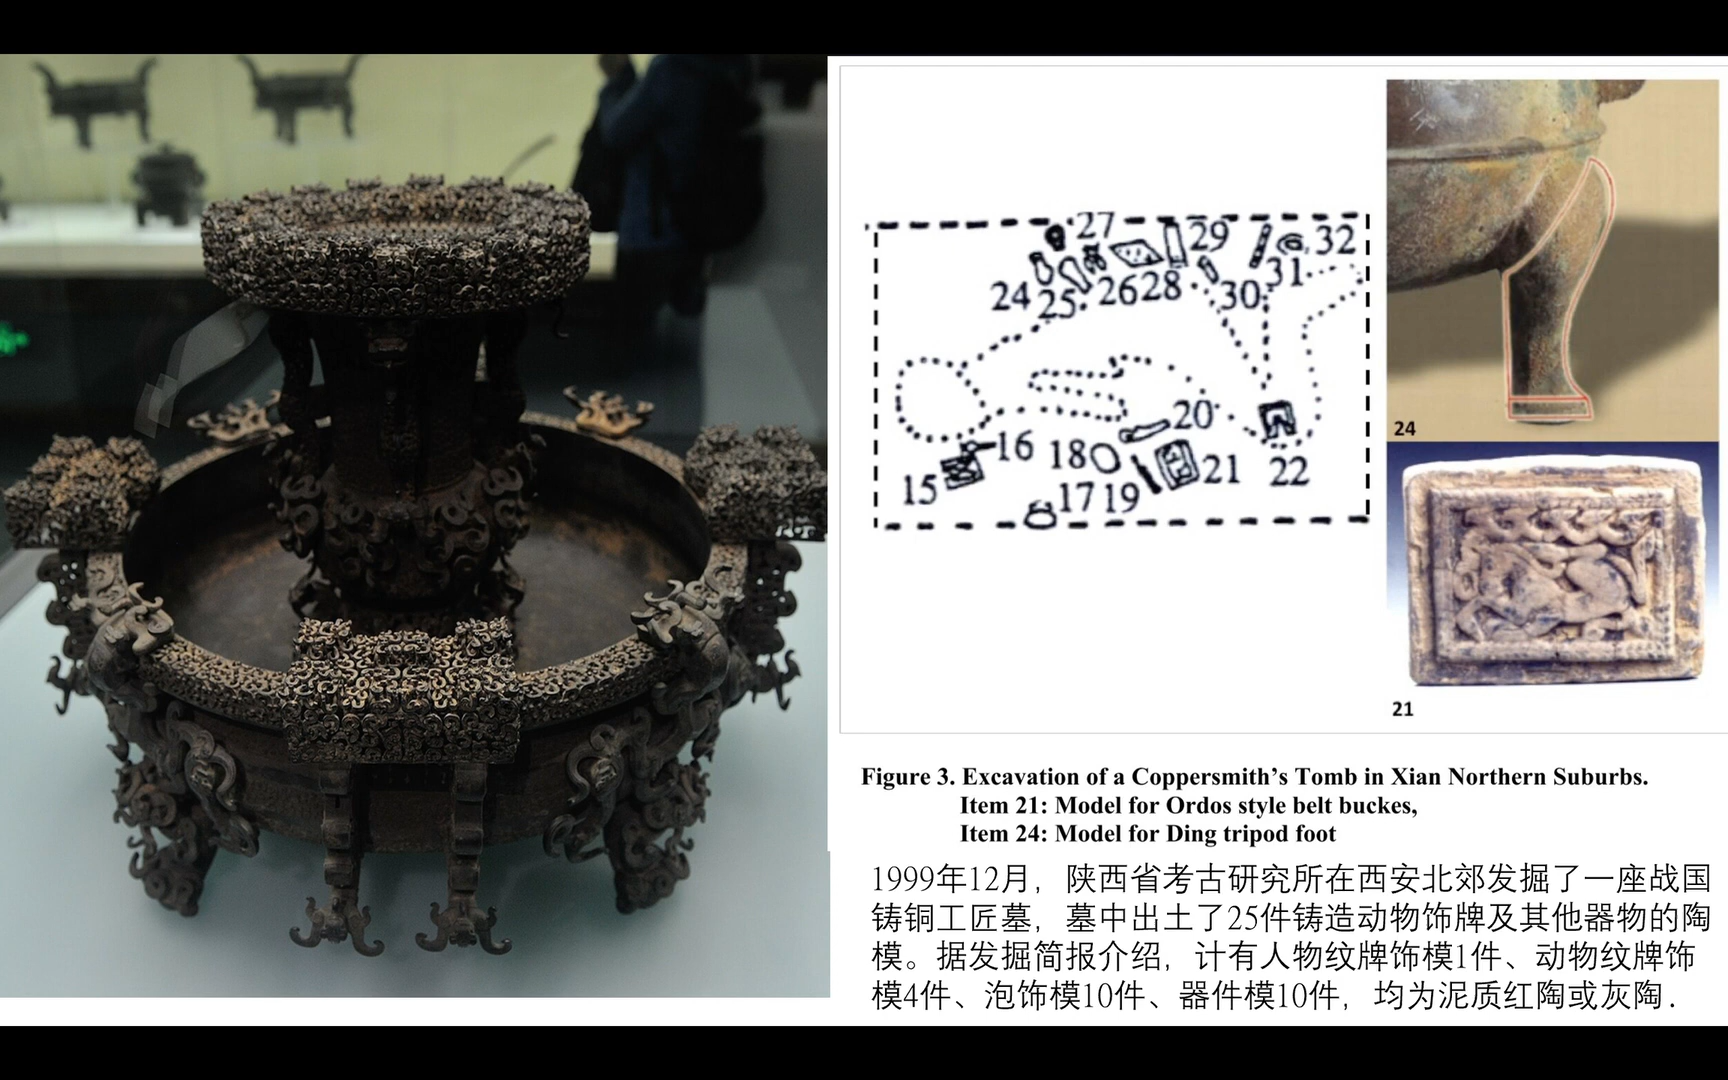 27
29
32
24
25
26
28
30
31
20
16
18
15
21
22
17
19
24
21
Figure 3. Excavation of a Coppersmith's Tomb in Xian Northern Suburbs.
Item 21: Model for Ordos style belt buckes,
Item 24: Model for Ding tripod foot
1999年12月，陕西省考古研究所在西安北郊发掘了一座战国
铸铜工匠墓，墓中出土了25件铸造动物饰牌及其他器物的陶
模。据发掘简报介绍，计有人物纹牌饰模1件、动物纹牌饰
模4件、泡饰模10件、器件模10件，均为泥质红陶或灰陶.